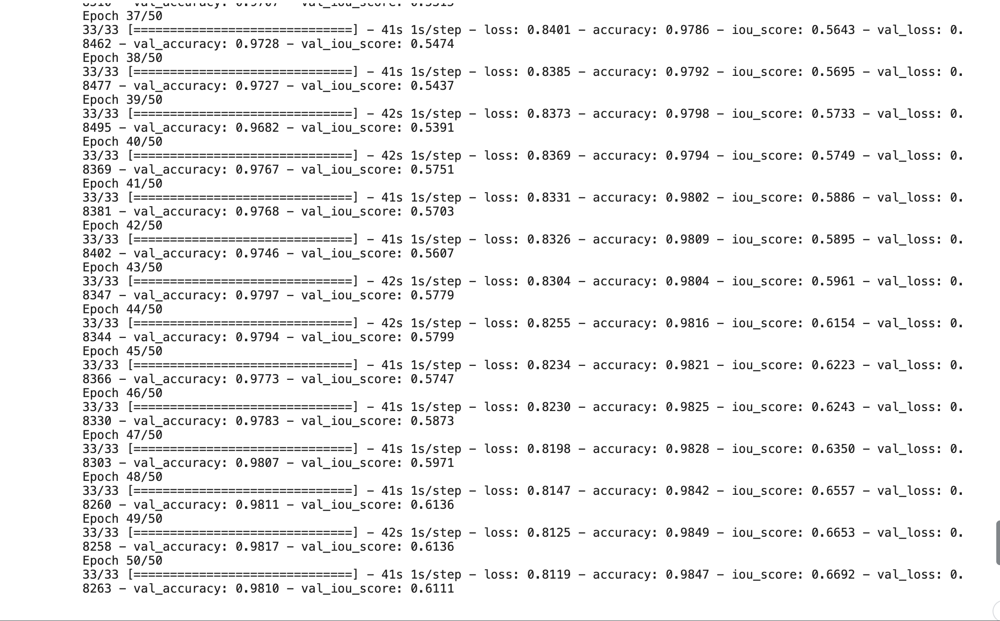 Epoch 37/50
33/33 [==============================] - 41s 1s/step - loss: 0.8401 - accuracy: 0.9786 - iou_score: 0.5643 - val_loss: 0.
8462 - val_accuracy: 0.9728 - val_iou_score: 0.5474
Epoch 38/50
33/33 [==============================] - 41s 1s/step - loss: 0.8385 - accuracy: 0.9792 - iou_score: 0.5695 - val_loss: 0.
8477 - val_accuracy: 0.9727 - val_iou_score: 0.5437
Epoch 39/50
33/33 [==============================] - 42s 1s/step - loss: 0.8373 - accuracy: 0.9798 - iou_score: 0.5733 - val_loss: 0.
8495 - val_accuracy: 0.9682 - val_iou_score: 0.5391
Epoch 40/50
33/33 [==============================] - 42s 1s/step - loss: 0.8369 - accuracy: 0.9794 - iou_score: 0.5749 - val_loss: 0.
8369 - val_accuracy: 0.9767 - val_iou_score: 0.5751
Epoch 41/50
33/33 [==============================] - 41s 1s/step - loss: 0.8331 - accuracy: 0.9802 - iou_score: 0.5886 - val_loss: 0.
8381 - val_accuracy: 0.9768 - val_iou_score: 0.5703
Epoch 42/50
33/33 [==============================] - 41s 1s/step - loss: 0.8326 - accuracy: 0.9809 - iou_score: 0.5895 - val_loss: 0.
8402 - val_accuracy: 0.9746 - val_iou_score: 0.5607
Epoch 43/50
33/33 [==============================] - 42s 1s/step - loss: 0.8304 - accuracy: 0.9804 - iou_score: 0.5961 - val_loss: 0.
8347 - val_accuracy: 0.9797 - val_iou_score: 0.5779
Epoch 44/50
33/33 [==============================] - 42s 1s/step - loss: 0.8255 - accuracy: 0.9816 - iou_score: 0.6154 - val_loss: 0.
8344 - val_accuracy: 0.9794 - val_iou_score: 0.5799
Epoch 45/50
33/33 [==============================] - 41s 1s/step - loss: 0.8234 - accuracy: 0.9821 - iou_score: 0.6223 - val_loss: 0.
8366 - val_accuracy: 0.9773 - val_iou_score: 0.5747
Epoch 46/50
33/33 [==============================] - 41s 1s/step - loss: 0.8230 - accuracy: 0.9825 - iou_score: 0.6243 - val_loss: 0.
8330 - val_accuracy: 0.9783 - val_iou_score: 0.5873
Epoch 47/50
33/33 [==============================] - 41s 1s/step - loss: 0.8198 - accuracy: 0.9828 - iou_score: 0.6350 - val_loss: 0.
8303 - val_accuracy: 0.9807 - val_iou_score: 0.5971
Epoch 48/50
33/33 [==============================] - 41s 1s/step - loss: 0.8147 - accuracy: 0.9842 - iou_score: 0.6557 - val_loss: 0.
8260 - val_accuracy: 0.9811 - val_iou_score: 0.6136
Epoch 49/50
33/33 [==============================] - 42s 1s/step - loss: 0.8125 - accuracy: 0.9849 - iou_score: 0.6653 - val_loss: 0.
8258 - val_accuracy: 0.9817 - val_iou_score: 0.6136
Epoch 50/50
33/33 [==============================] - 41s 1s/step - loss: 0.8119 - accuracy: 0.9847 - iou_score: 0.6692 - val_loss: 0.
8263 - val_accuracy: 0.9810 - val_iou_score: 0.6111